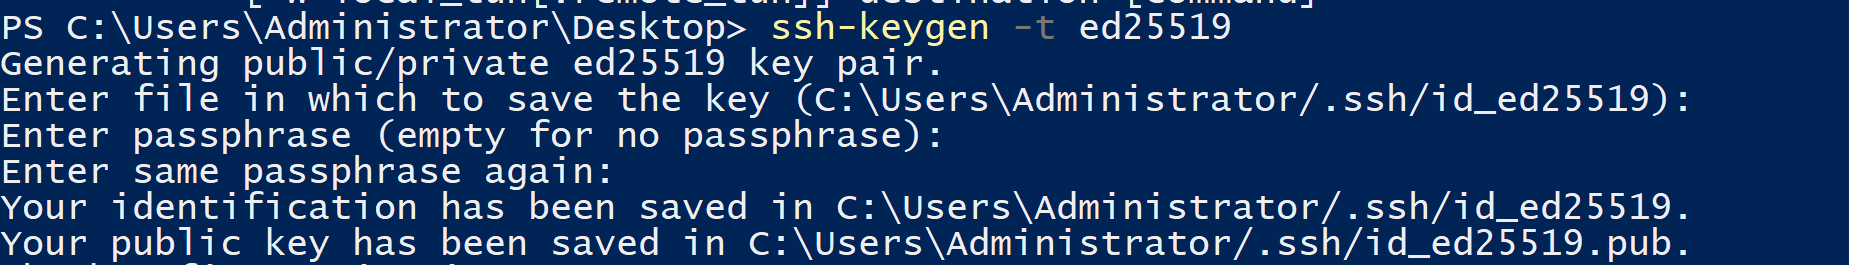 destination [command]
PS C:\Users\Administrator\Desktop> ssh-keygen -t ed25519
Generating public/private ed25519 key pair.
Enter file in which to save the key (C:\Users\Administrator/.ssh/id_ed25519):
Enter passphrase (empty for no passphrase):
Enter same passphrase again:
Your identification has been saved in C:\Users\Administrator/.ssh/id_ed25519.
Your public key has been saved in C:\Users\Administrator/.ssh/id_ed25519.pub.